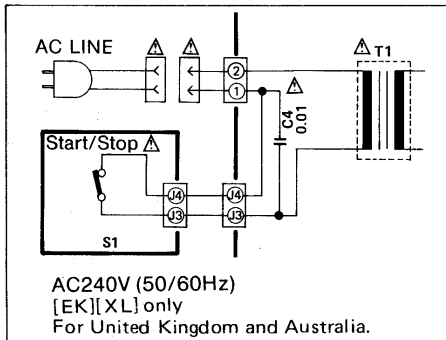 AC LINE
T1
2
1
C4
0.01
Start/Stop
J4
J4
J3
J3
S1
AC240V (50/60Hz)
[EK][XL] only
For United Kingdom and Australia.